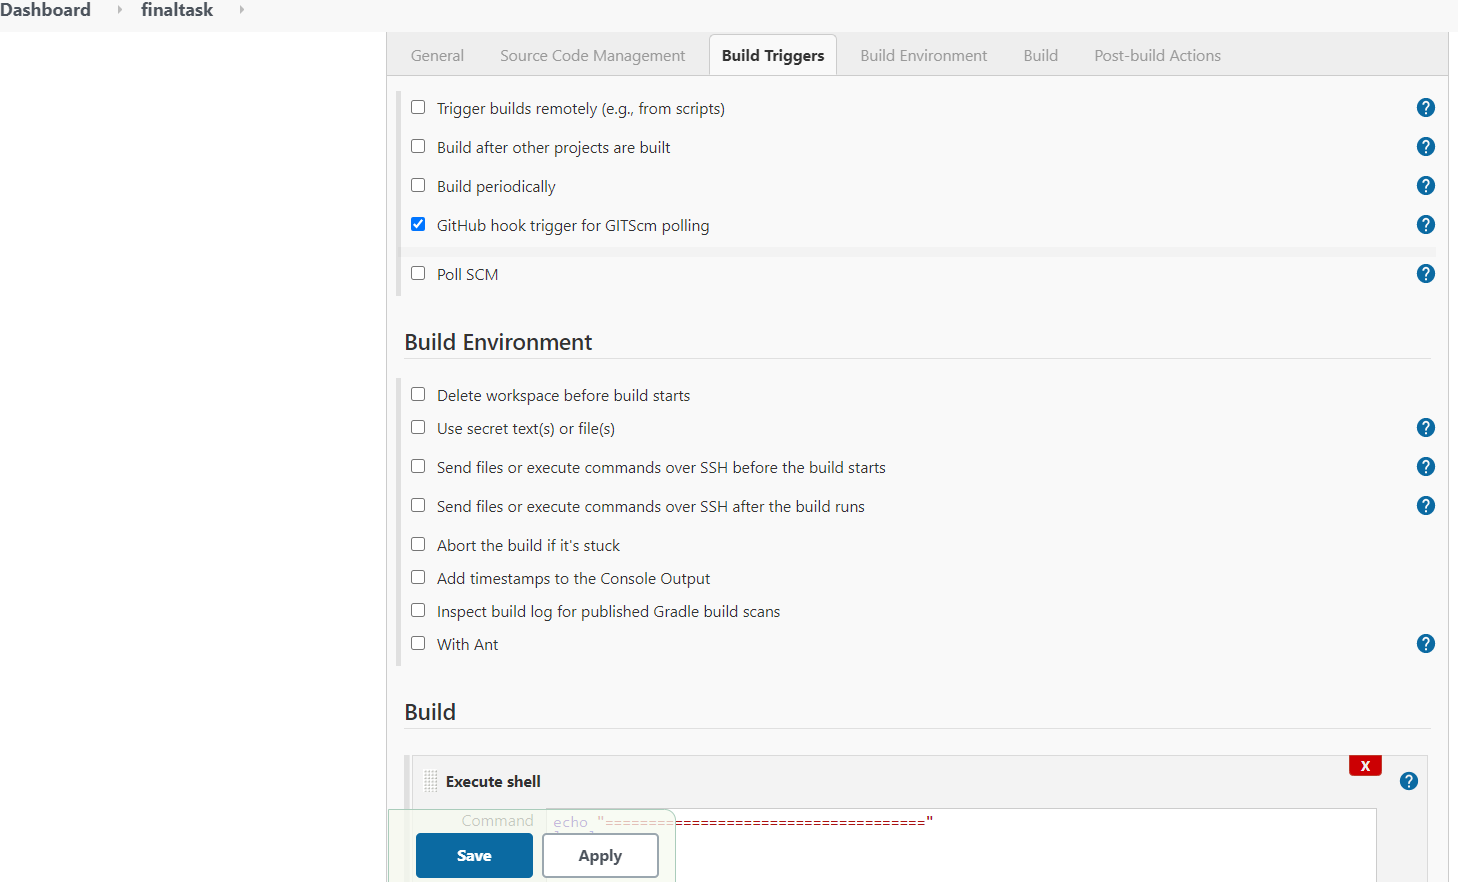 Dashboard finaltask
General Source Code Management Build Triggers Build Environment Build Post-build Actions
Trigger builds remotely (e.g., from scripts) ?
Build after other projects are built ?
Build periodically ?
GitHub hook trigger for GITScm polling ?
Poll SCM ?
Build Environment
Delete workspace before build starts
Use secret text(s) or file(s) ?
Send files or execute commands over SSH before the build starts ?
Send files or execute commands over SSH after the build runs ?
Abort the build if it's stuck
Add timestamps to the Console Output
Inspect build log for published Gradle build scans
With Ant ?
Build
X
Execute shell ?
Command echo "====================================="
Save Apply